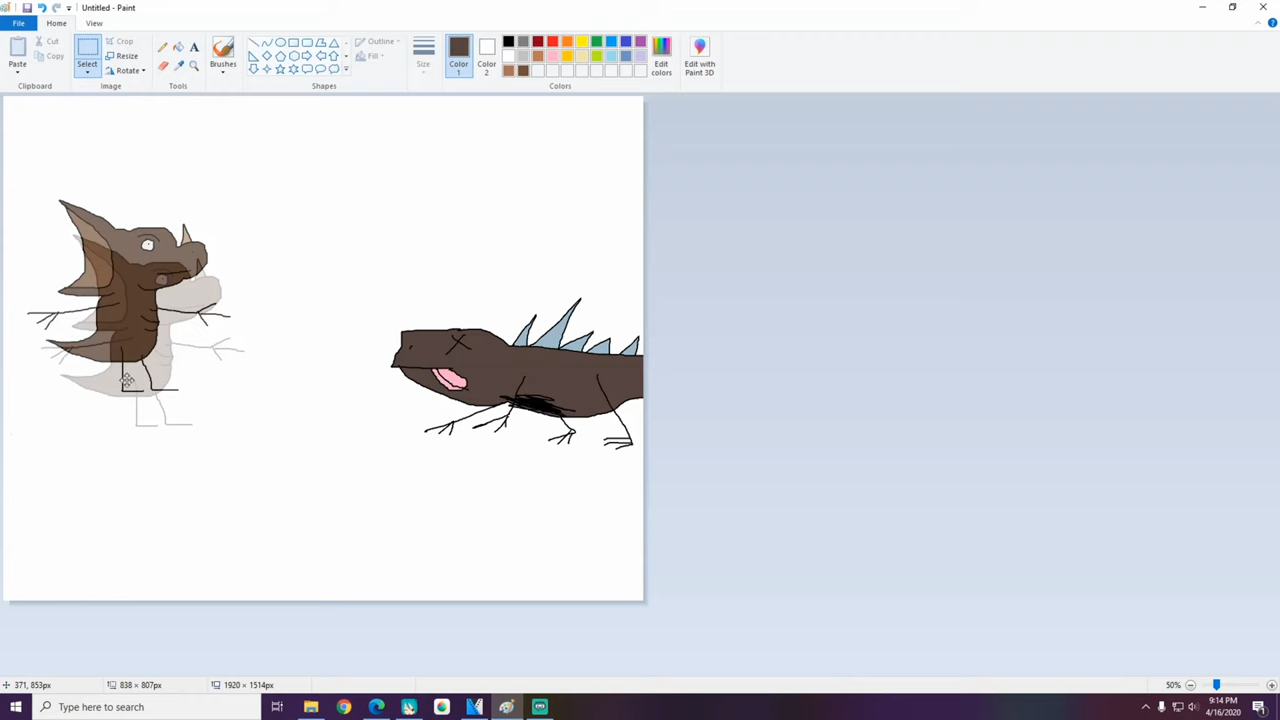 Untitled - Paint
File Home View
Paste
Cut
Copy
Clipboard
Select
Crop
Resize
Rotate
Image
Tools
Brushes
Shapes
Outline
Fill
Size
Color
1
Color
2
Edit
colors
Edit with
Paint 3D
Colors
371, 853px
838 × 807px
1920 × 1514px
50%
Type here to search
9:14 PM
4/16/2020